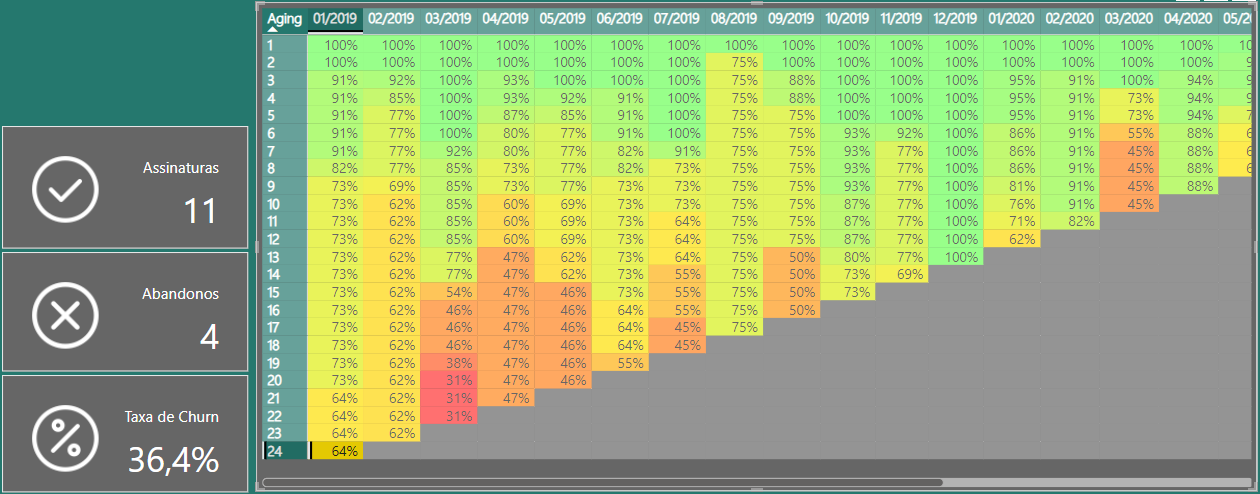 Aging 01/2019 02/2019 03/2019 04/2019 05/2019 06/2019 07/2019 08/2019 09/2019 10/2019 11/2019 12/2019 01/2020 02/2020 03/2020 04/2020
1 100% 100% 100% 100% 100% 100% 100% 100% 100% 100% 100% 100% 100% 100% 100% 100%
2 100% 100% 100% 100% 100% 100% 100% 75% 100% 100% 100% 100% 100% 100% 100% 100%
3 91% 92% 100% 93% 100% 100% 100% 75% 88% 100% 100% 100% 95% 91% 100% 94%
4 91% 85% 100% 93% 92% 91% 100% 75% 88% 100% 100% 100% 95% 91% 73% 94%
5 91% 77% 100% 87% 85% 91% 100% 75% 75% 100% 100% 100% 95% 91% 73% 94%
6 91% 77% 100% 80% 77% 91% 100% 75% 75% 93% 92% 100% 86% 91% 55% 88%
7 91% 77% 92% 80% 77% 82% 91% 75% 75% 93% 77% 100% 86% 91% 45% 88%
8 82% 77% 85% 73% 77% 82% 73% 75% 75% 93% 77% 100% 86% 91% 45% 88%
9 73% 69% 85% 73% 77% 73% 73% 75% 75% 93% 77% 100% 81% 91% 45% 88%
10 73% 62% 85% 60% 69% 73% 73% 75% 75% 87% 77% 100% 76% 91% 45%
11 73% 62% 85% 60% 69% 73% 64% 75% 75% 87% 77% 100% 71% 82%
12 73% 62% 85% 60% 69% 73% 64% 75% 75% 87% 77% 100% 62%
13 73% 62% 77% 47% 62% 73% 64% 75% 50% 80% 77% 100%
14 73% 62% 77% 47% 62% 73% 55% 75% 50% 73% 69%
15 73% 62% 54% 47% 46% 73% 55% 75% 50% 73%
16 73% 62% 46% 47% 46% 64% 55% 75% 50%
17 73% 62% 46% 47% 46% 64% 45% 75%
18 73% 62% 46% 47% 46% 64% 45%
19 73% 62% 38% 47% 46% 55%
20 73% 62% 31% 47% 46%
21 64% 62% 31% 47%
22 64% 62% 31%
23 64% 62%
24 64%
Assinaturas
11
Abandonos
4
Taxa de Churn
36,4%